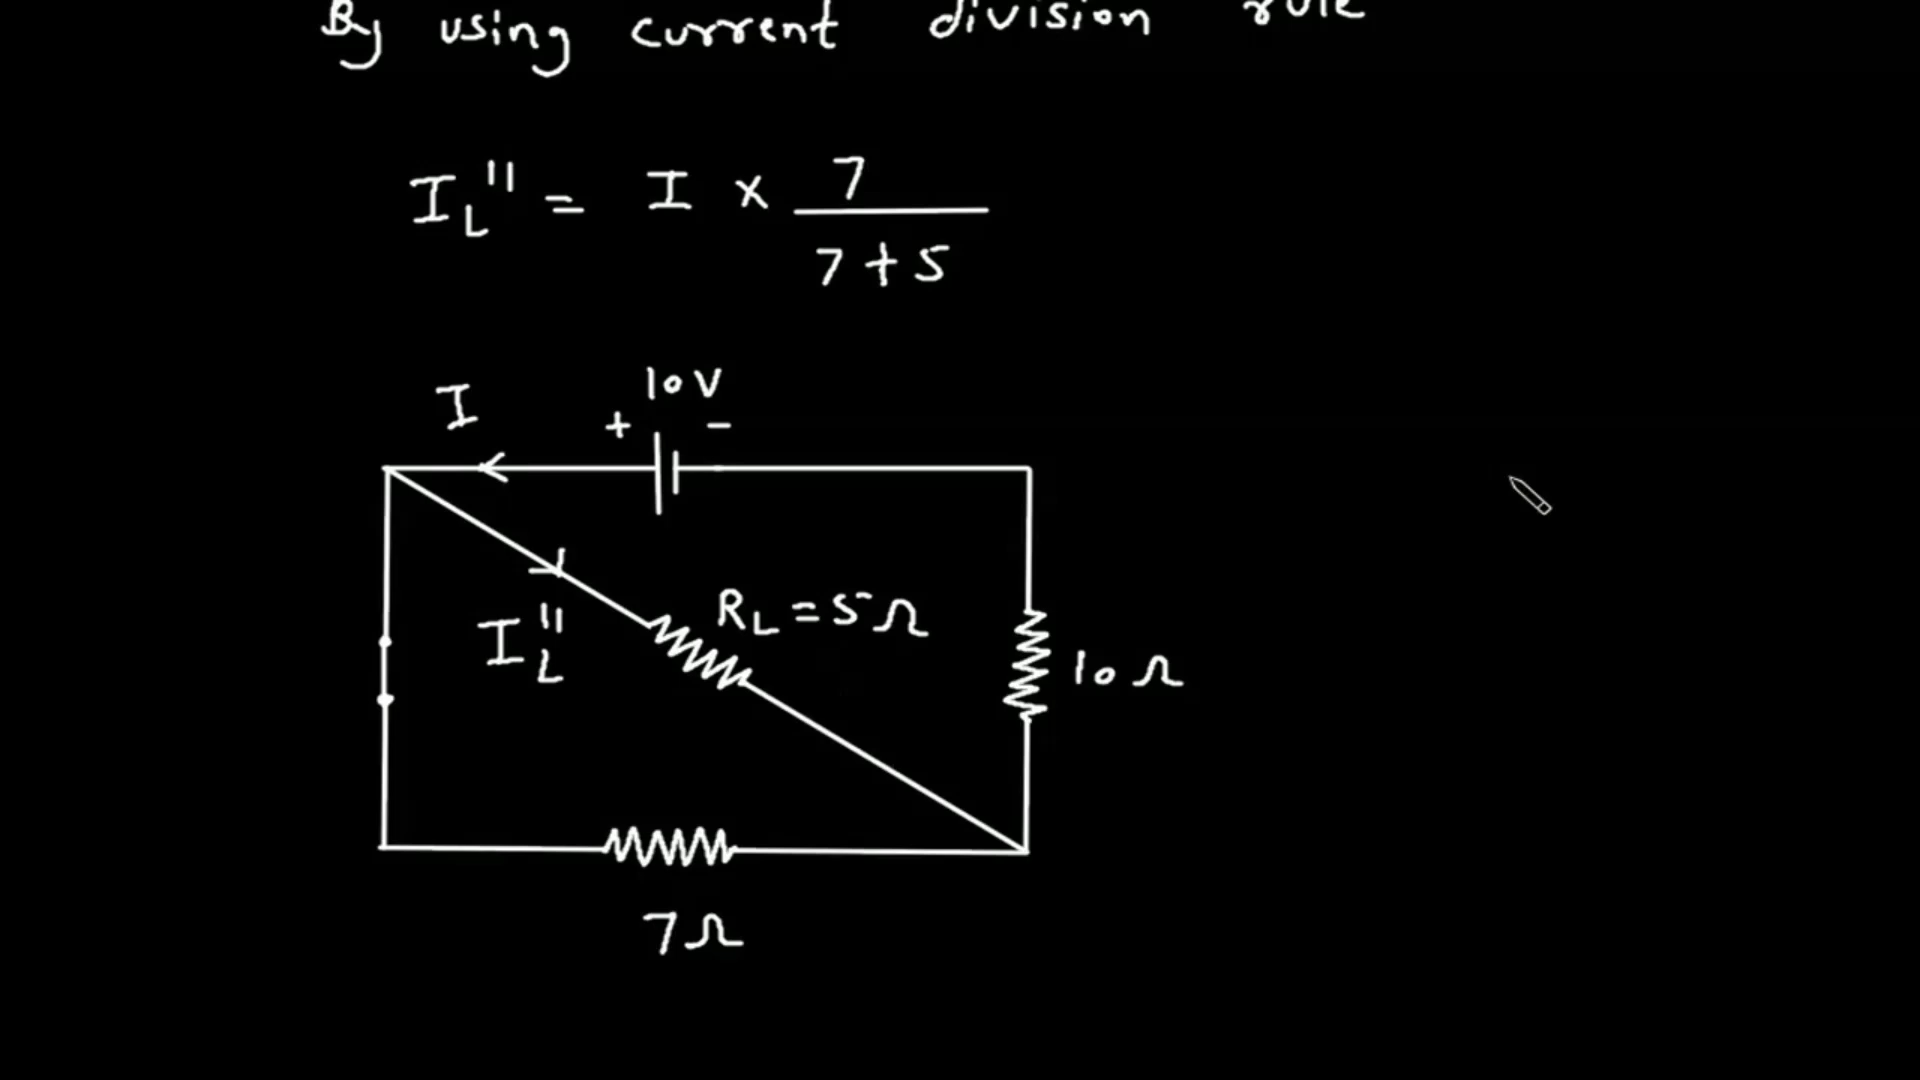 By using current division rule
I_L'' = I × 7 / (7 + 5)
10V
I
+ −
R_L = 5Ω
I_L''
10Ω
7Ω